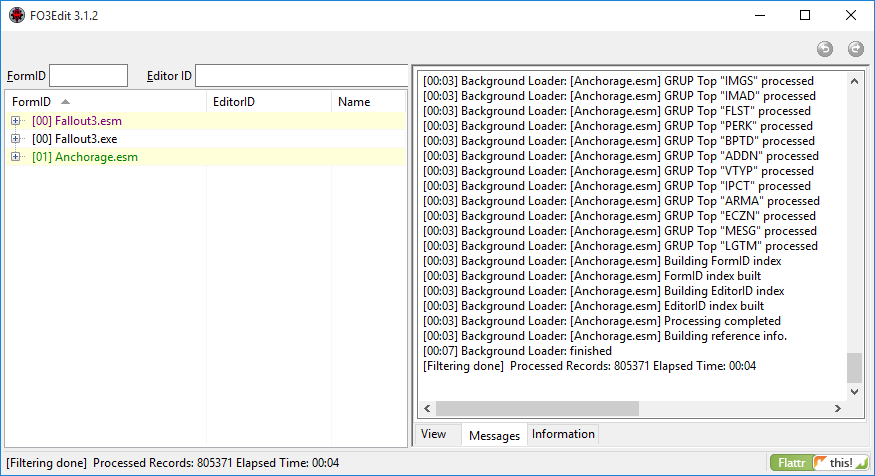 FO3Edit 3.1.2
FormID
Editor ID
FormID EditorID Name
[00] Fallout3.esm
[00] Fallout3.exe
[01] Anchorage.esm
[00:03] Background Loader: [Anchorage.esm] GRUP Top "IMGS" processed
[00:03] Background Loader: [Anchorage.esm] GRUP Top "IMAD" processed
[00:03] Background Loader: [Anchorage.esm] GRUP Top "FLST" processed
[00:03] Background Loader: [Anchorage.esm] GRUP Top "PERK" processed
[00:03] Background Loader: [Anchorage.esm] GRUP Top "BPTD" processed
[00:03] Background Loader: [Anchorage.esm] GRUP Top "ADDN" processed
[00:03] Background Loader: [Anchorage.esm] GRUP Top "VTYP" processed
[00:03] Background Loader: [Anchorage.esm] GRUP Top "IPCT" processed
[00:03] Background Loader: [Anchorage.esm] GRUP Top "ARMA" processed
[00:03] Background Loader: [Anchorage.esm] GRUP Top "ECZN" processed
[00:03] Background Loader: [Anchorage.esm] GRUP Top "MESG" processed
[00:03] Background Loader: [Anchorage.esm] GRUP Top "LGTM" processed
[00:03] Background Loader: [Anchorage.esm] Building FormID index
[00:03] Background Loader: [Anchorage.esm] FormID index built
[00:03] Background Loader: [Anchorage.esm] Building EditorID index
[00:03] Background Loader: [Anchorage.esm] EditorID index built
[00:03] Background Loader: [Anchorage.esm] Processing completed
[00:03] Background Loader: [Anchorage.esm] Building reference info.
[00:07] Background Loader: finished
[Filtering done]  Processed Records: 805371 Elapsed Time: 00:04
View Messages Information
[Filtering done]  Processed Records: 805371 Elapsed Time: 00:04
Flattr this!